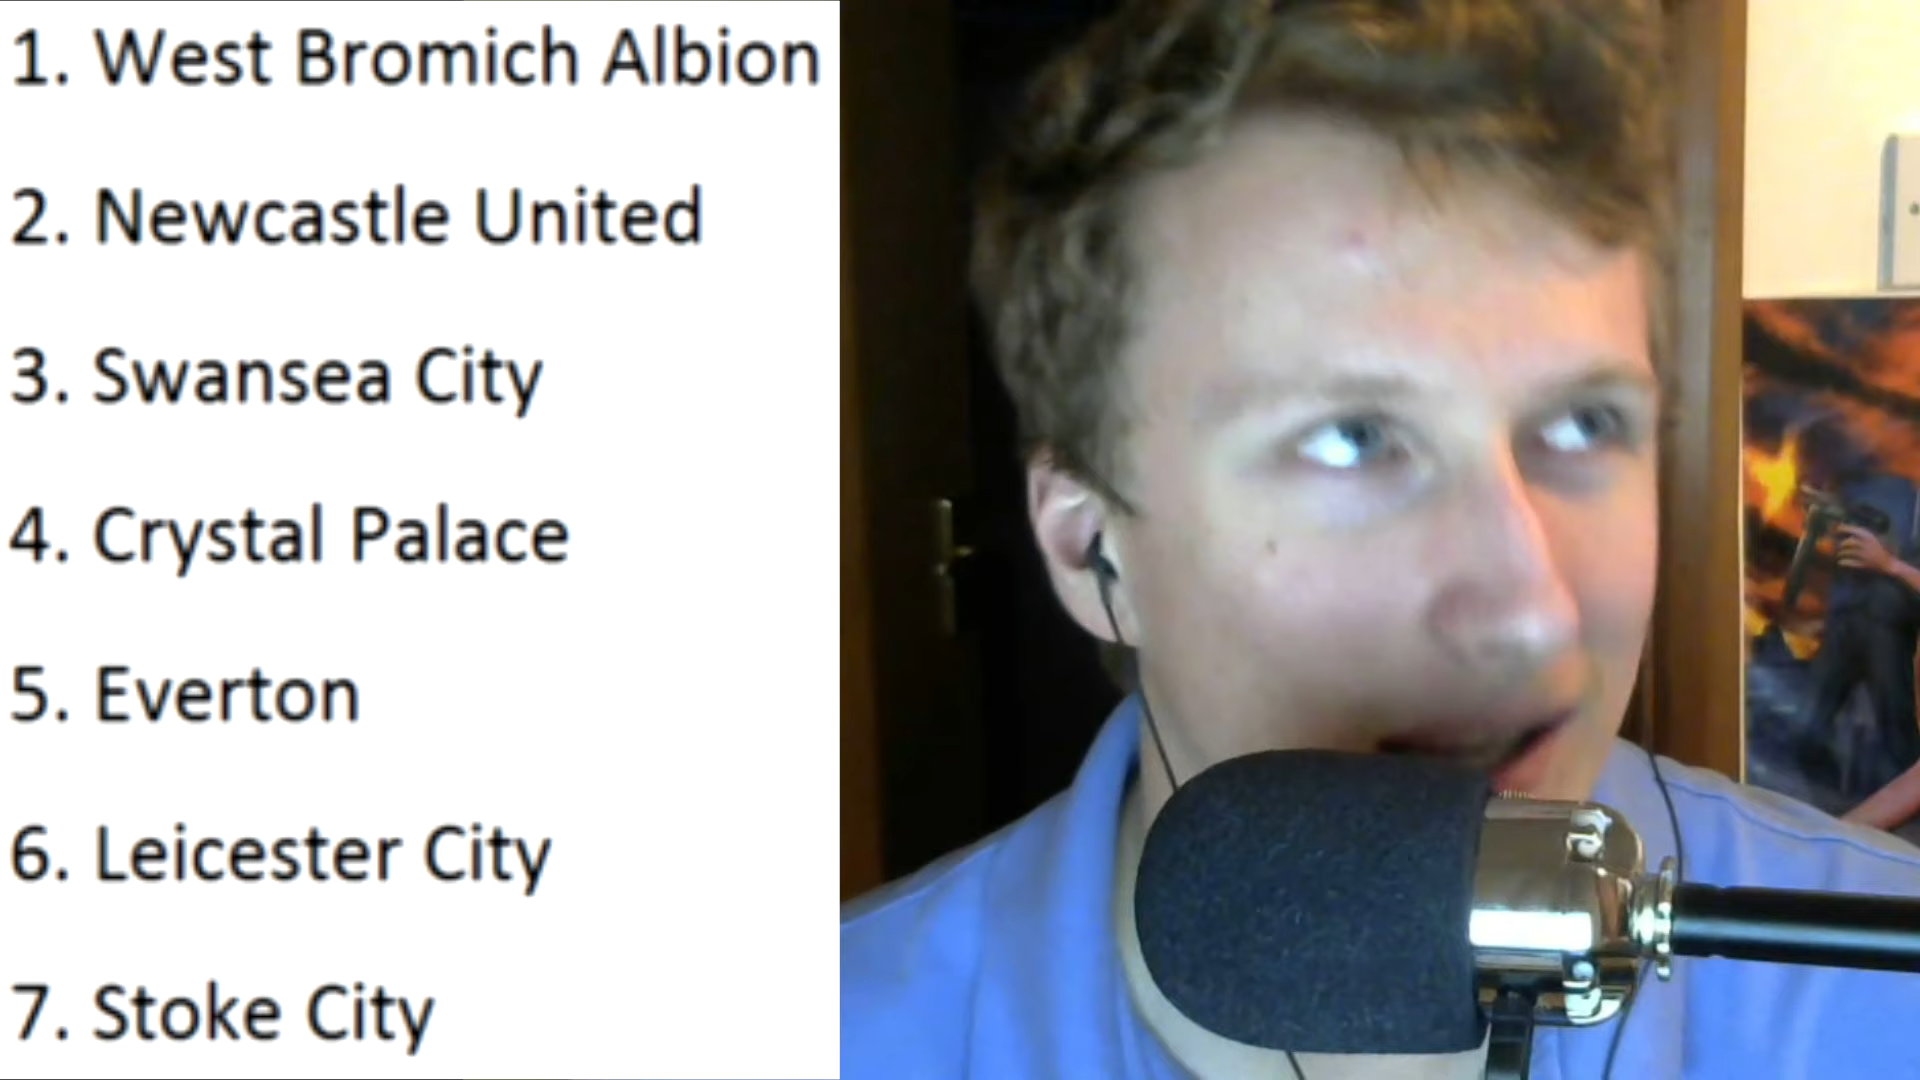 1. West Bromich Albion
2. Newcastle United
3. Swansea City
4. Crystal Palace
5. Everton
6. Leicester City
7. Stoke City